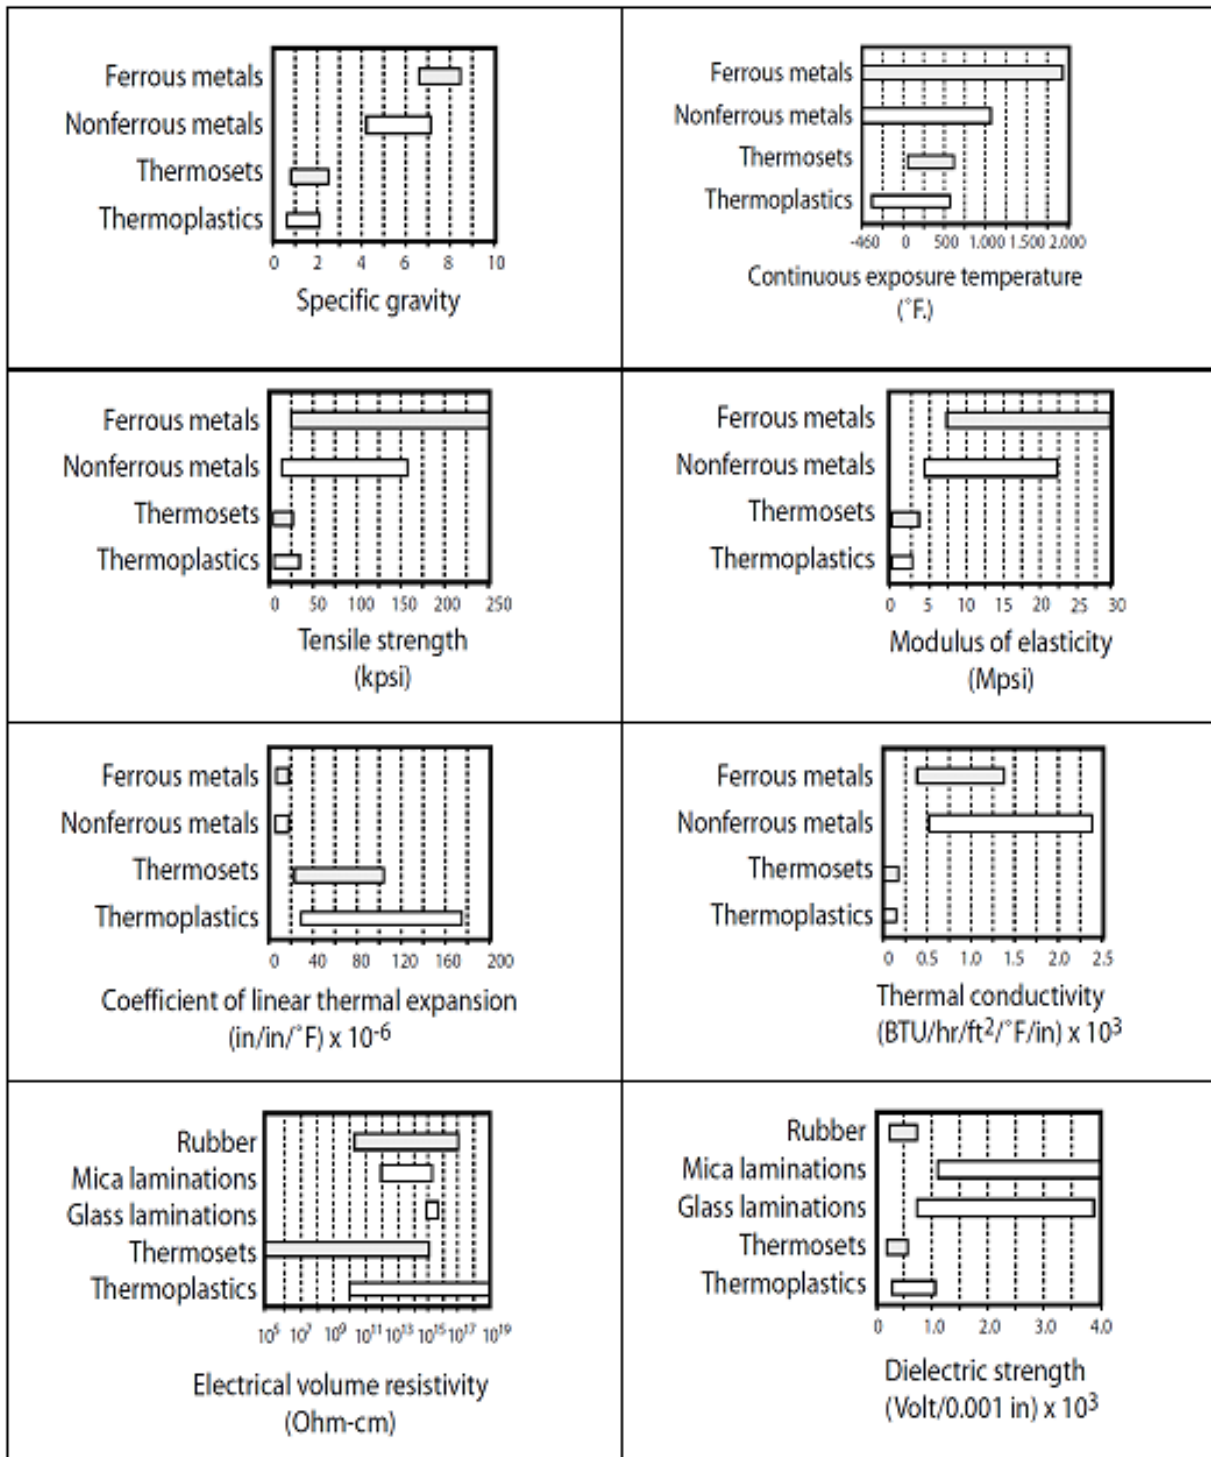 Ferrous metals
Nonferrous metals
Thermosets
Thermoplastics
0 2 4 6 8 10
Specific gravity
Ferrous metals
Nonferrous metals
Thermosets
Thermoplastics
-460 0 500 1.000 1.500 2.000
Continuous exposure temperature
(˚F.)
Ferrous metals
Nonferrous metals
Thermosets
Thermoplastics
0 50 100 150 200 250
Tensile strength
(kpsi)
Ferrous metals
Nonferrous metals
Thermosets
Thermoplastics
0 5 10 15 20 25 30
Modulus of elasticity
(Mpsi)
Ferrous metals
Nonferrous metals
Thermosets
Thermoplastics
0 40 80 120 160 200
Coefficient of linear thermal expansion
(in/in/˚F) x 10⁻⁶
Ferrous metals
Nonferrous metals
Thermosets
Thermoplastics
0 0.5 1.0 1.5 2.0 2.5
Thermal conductivity
(BTU/hr/ft²/˚F/in) x 10³
Rubber
Mica laminations
Glass laminations
Thermosets
Thermoplastics
10⁵ 10⁷ 10⁹ 10¹¹ 10¹³ 10¹⁵ 10¹⁷ 10¹⁹
Electrical volume resistivity
(Ohm-cm)
Rubber
Mica laminations
Glass laminations
Thermosets
Thermoplastics
0 1.0 2.0 3.0 4.0
Dielectric strength
(Volt/0.001 in) x 10³